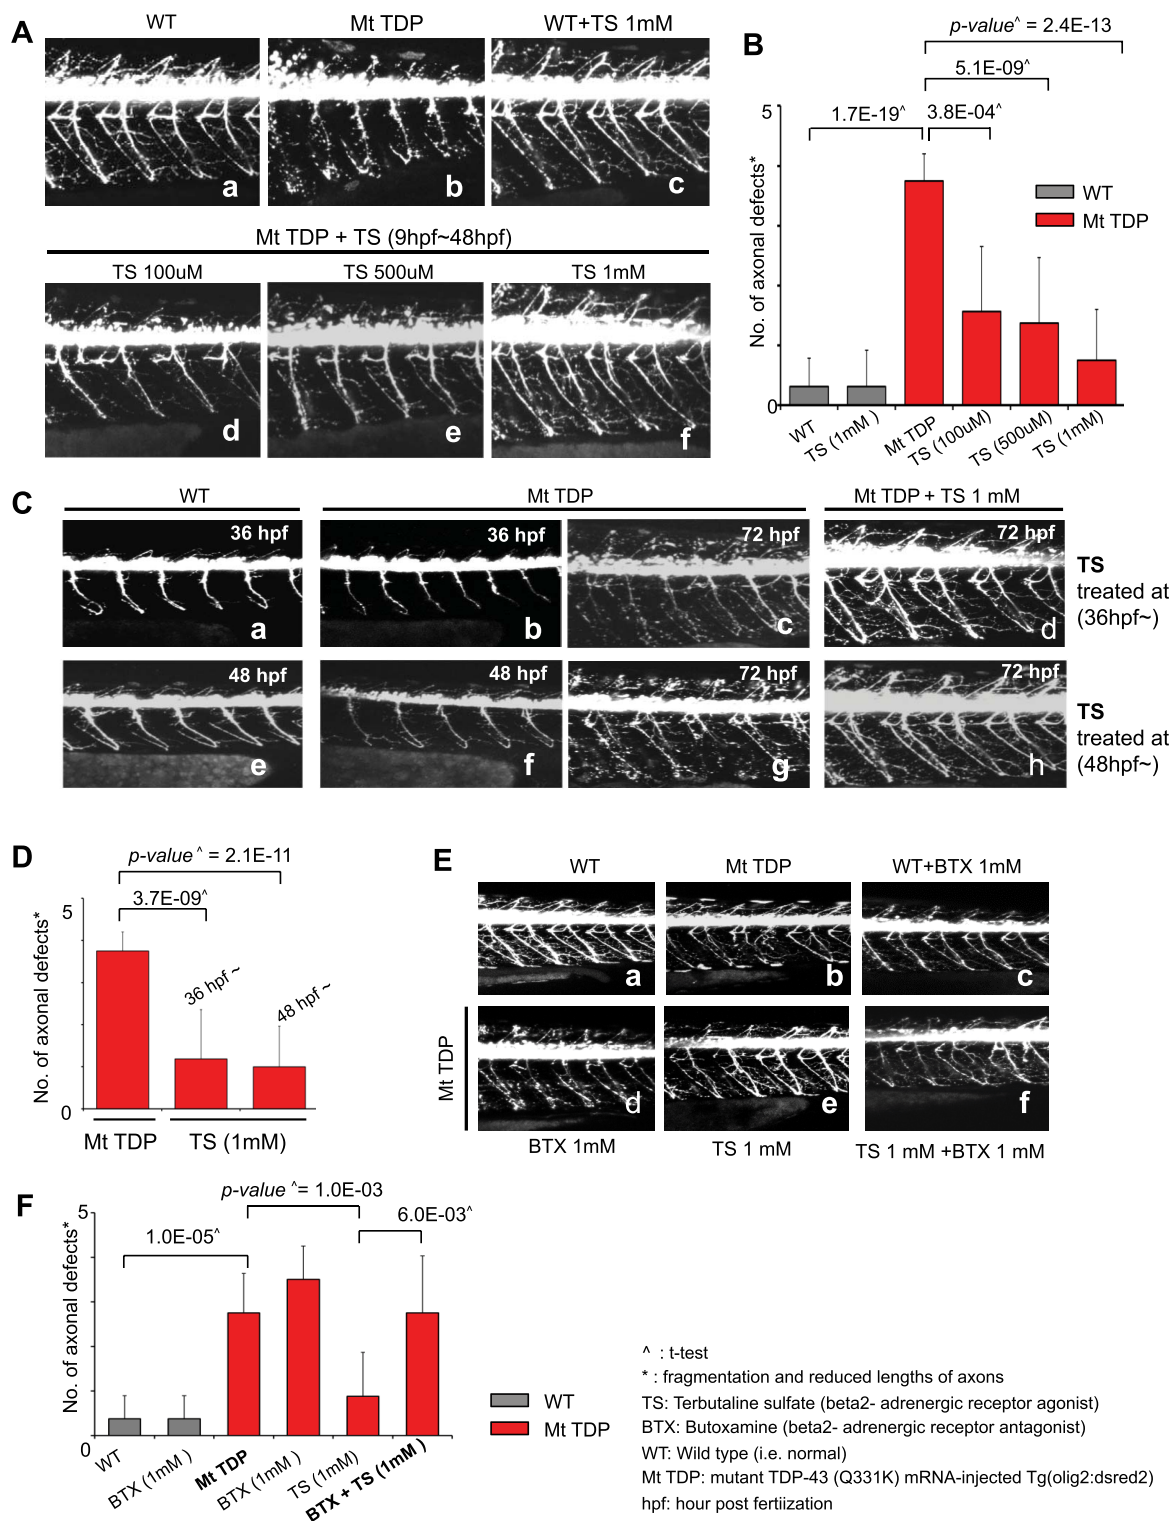 A
WT
Mt TDP
WT+TS 1mM
a
b
c
Mt TDP + TS (9hpf~48hpf)
TS 100uM
TS 500uM
TS 1mM
d
e
f
B
p-value^ = 2.4E-13
5.1E-09^
1.7E-19^
3.8E-04^
5
No. of axonal defects*
0
WT
Mt TDP
WT
TS (1mM )
Mt TDP
TS (100uM)
TS (500uM)
TS (1mM)
C
WT
Mt TDP
Mt TDP + TS 1 mM
36 hpf
a
36 hpf
b
72 hpf
c
72 hpf
d
TS
treated at
(36hpf~)
48 hpf
e
48 hpf
f
72 hpf
g
72 hpf
h
TS
treated at
(48hpf~)
D
p-value ^ = 2.1E-11
3.7E-09^
5
No. of axonal defects*
0
36 hpf ~
48 hpf ~
Mt TDP
TS (1mM)
E
WT
Mt TDP
WT+BTX 1mM
a
b
c
Mt TDP
d
e
f
BTX 1mM
TS 1 mM
TS 1 mM +BTX 1 mM
F
p-value ^= 1.0E-03
6.0E-03^
1.0E-05^
5
No. of axonal defects*
0
WT
BTX (1mM )
Mt TDP
BTX (1mM )
TS (1mM)
BTX + TS (1mM )
WT
Mt TDP
^ : t-test
* : fragmentation and reduced lengths of axons
TS: Terbutaline sulfate (beta2- adrenergic receptor agonist)
BTX: Butoxamine (beta2- adrenergic receptor antagonist)
WT: Wild type (i.e. normal)
Mt TDP: mutant TDP-43 (Q331K) mRNA-injected Tg(olig2:dsred2)
hpf: hour post fertiization